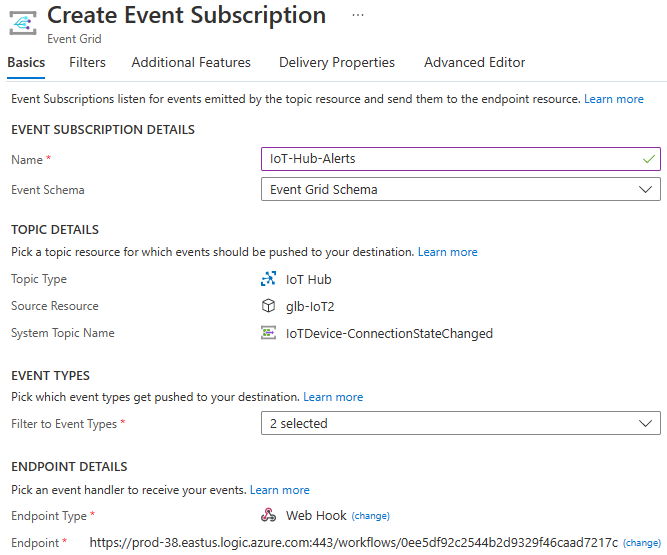 Create Event Subscription ...
Event Grid
Basics Filters Additional Features Delivery Properties Advanced Editor
Event Subscriptions listen for events emitted by the topic resource and send them to the endpoint resource. Learn more
EVENT SUBSCRIPTION DETAILS
Name * IoT-Hub-Alerts
Event Schema Event Grid Schema
TOPIC DETAILS
Pick a topic resource for which events should be pushed to your destination. Learn more
Topic Type IoT Hub
Source Resource glb-IoT2
System Topic Name IoTDevice-ConnectionStateChanged
EVENT TYPES
Pick which event types get pushed to your destination. Learn more
Filter to Event Types * 2 selected
ENDPOINT DETAILS
Pick an event handler to receive your events. Learn more
Endpoint Type * Web Hook (change)
Endpoint * https://prod-38.eastus.logic.azure.com:443/workflows/0ee5df92c2544b2d9329f46caad7217c (change)